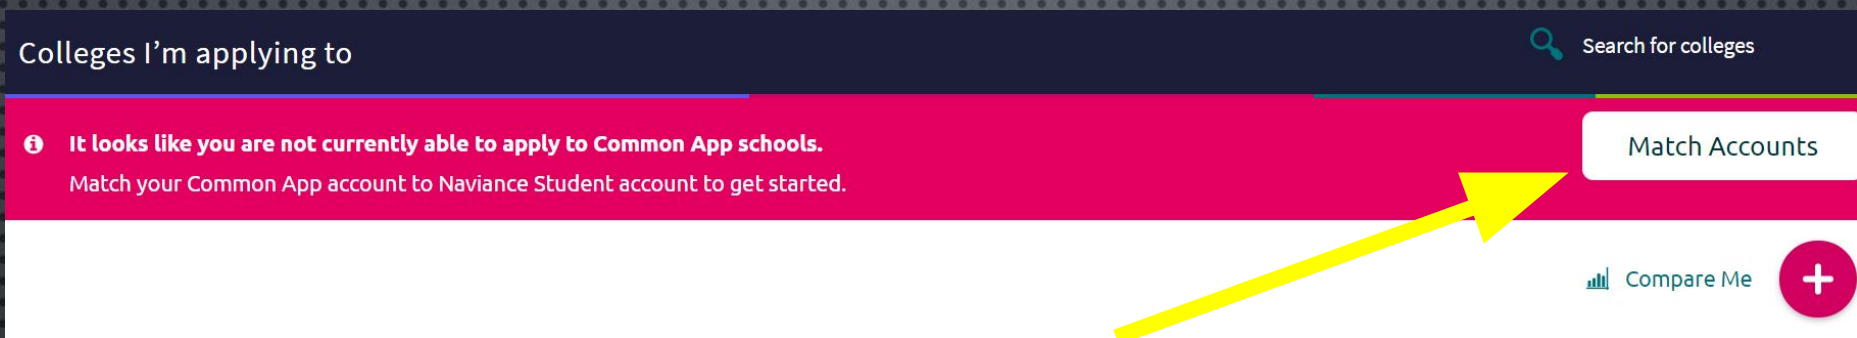 Colleges I’m applying to
Search for colleges
It looks like you are not currently able to apply to Common App schools.
Match your Common App account to Naviance Student account to get started.
Match Accounts
Compare Me